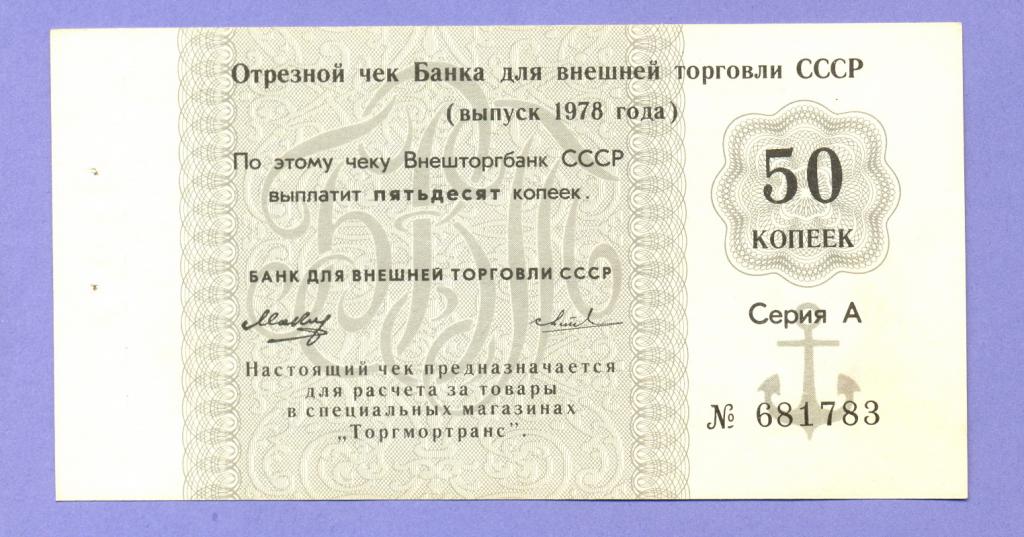 Отрезной чек Банка для внешней торговли СССР
(выпуск 1978 года)
По этому чеку Внешторгбанк СССР
выплатит пятьдесят копеек.
50
КОПЕЕК
БАНК ДЛЯ ВНЕШНЕЙ ТОРГОВЛИ СССР
Серия А
Настоящий чек предназначается
для расчета за товары
в специальных магазинах
„Торгмортранс".
№ 681783